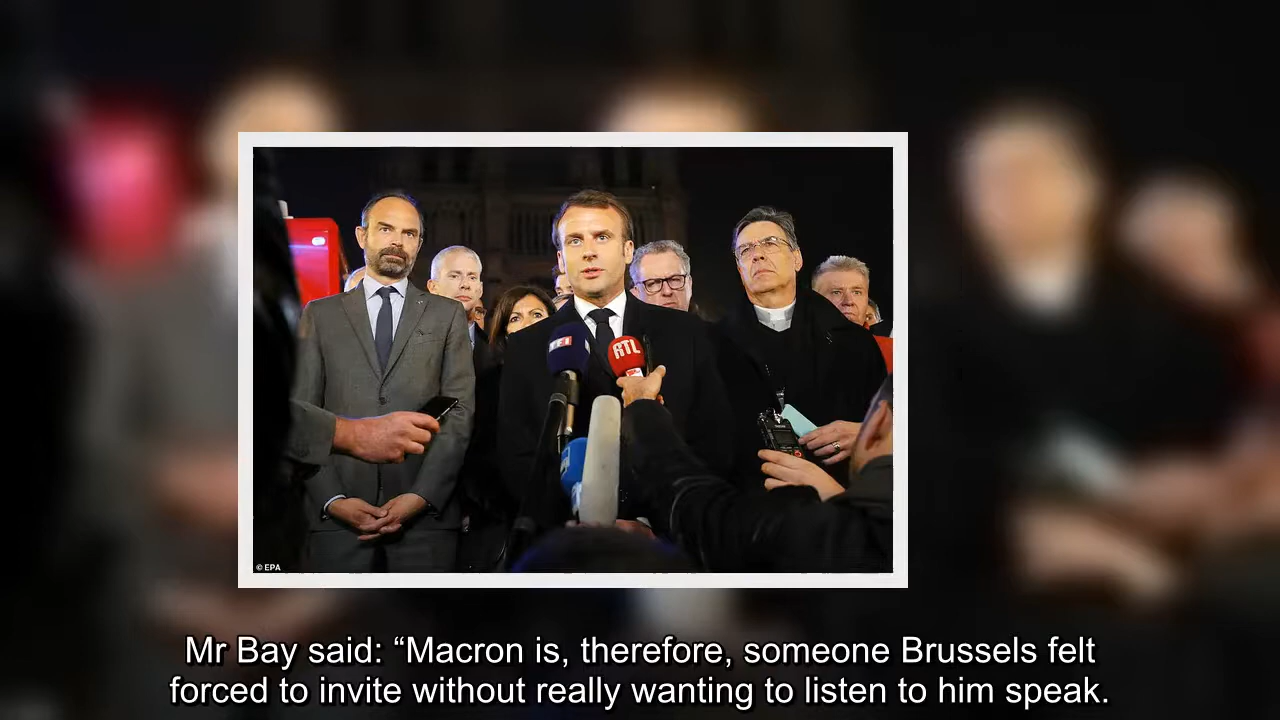 TF1
RTL
© EPA
Mr Bay said: “Macron is, therefore, someone Brussels felt
forced to invite without really wanting to listen to him speak.